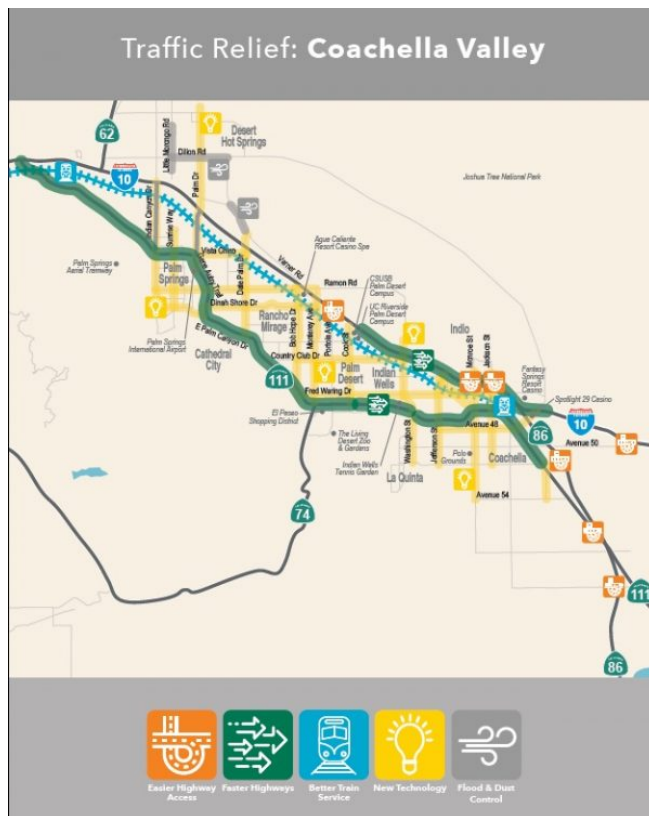 Traffic Relief: Coachella Valley
62
Little Morongo Rd
Desert
Hot Springs
Dillon Rd
10
Palm Dr
Joshua Tree National Park
Indian Canyon Dr
Sunrise Way
Gene Autry Trail
Vista Chino
Date Palm Dr
Varner Rd
Agua Caliente
Resort Casino Spa
Palm Springs
Aerial Tramway
Palm
Springs
Ramon Rd
CSUSB
Palm Desert
Campus
UC Riverside
Palm Desert
Campus
Dinah Shore Dr
Rancho
Mirage
Bob Hope Dr
Monterey Ave
Portola Ave
Cook St
Indio
Monroe St
Jackson St
Palm Springs
International Airport
E Palm Canyon Dr
Cathedral
City
Country Club Dr
Palm
Desert
Indian
Wells
Fantasy
Springs
Resort
Casino
Spotlight 29 Casino
111
Fred Waring Dr
El Paseo
Shopping District
Washington St
Jefferson St
Avenue 48
86
10
Avenue 50
The Living
Desert Zoo
& Gardens
Indian Wells
Tennis Garden
Polo
Grounds
Coachella
La Quinta
Avenue 54
74
111
86
Easier Highway
Access
Faster Highways
Better Train
Service
New Technology
Flood & Dust
Control